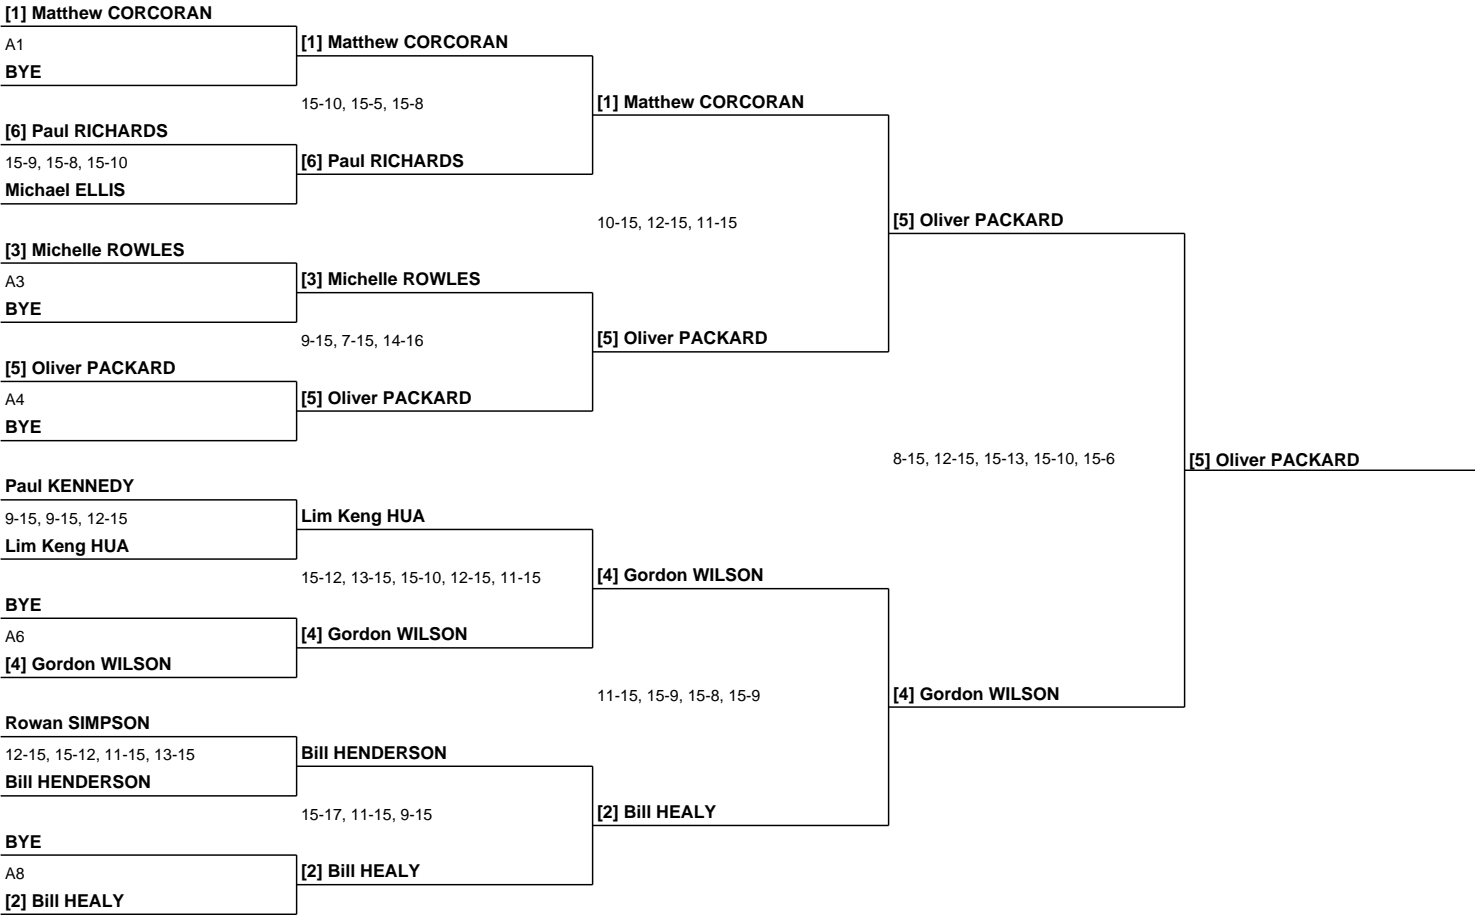 [1] Matthew CORCORAN
A1
BYE
[6] Paul RICHARDS
15-9, 15-8, 15-10
Michael ELLIS
[3] Michelle ROWLES
A3
BYE
[5] Oliver PACKARD
A4
BYE
Paul KENNEDY
9-15, 9-15, 12-15
Lim Keng HUA
BYE
A6
[4] Gordon WILSON
Rowan SIMPSON
12-15, 15-12, 11-15, 13-15
Bill HENDERSON
BYE
A8
[2] Bill HEALY
[1] Matthew CORCORAN
15-10, 15-5, 15-8
[6] Paul RICHARDS
[3] Michelle ROWLES
9-15, 7-15, 14-16
[5] Oliver PACKARD
Lim Keng HUA
15-12, 13-15, 15-10, 12-15, 11-15
[4] Gordon WILSON
Bill HENDERSON
15-17, 11-15, 9-15
[2] Bill HEALY
[1] Matthew CORCORAN
10-15, 12-15, 11-15
[5] Oliver PACKARD
[4] Gordon WILSON
11-15, 15-9, 15-8, 15-9
[2] Bill HEALY
[5] Oliver PACKARD
8-15, 12-15, 15-13, 15-10, 15-6
[4] Gordon WILSON
[5] Oliver PACKARD